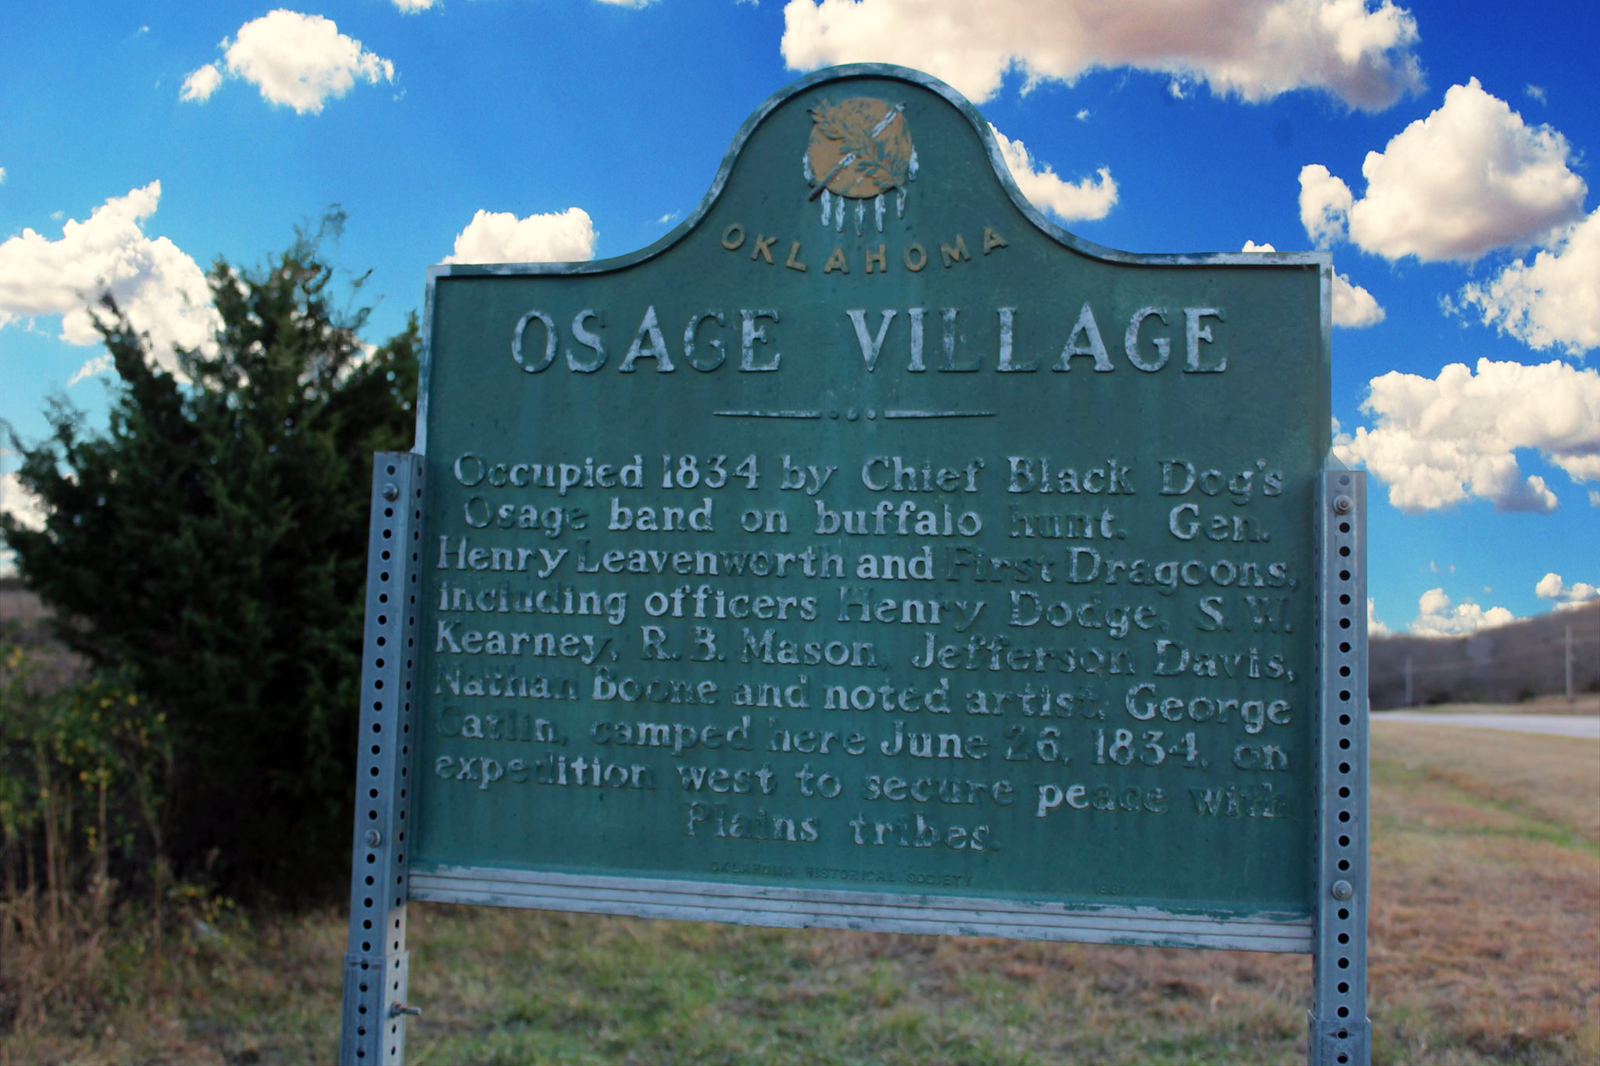 OKLAHOMA
OSAGE VILLAGE
Occupied 1834 by Chief Black Dog's
Osage band on buffalo hunt. Gen.
Henry Leavenworth and First Dragoons,
including officers Henry Dodge, S. W.
Kearney, R. B. Mason, Jefferson Davis,
Nathan Boone and noted artist, George
Catlin, camped here June 26, 1834, on
expedition west to secure peace with
Plains tribes.
OKLAHOMA HISTORICAL SOCIETY